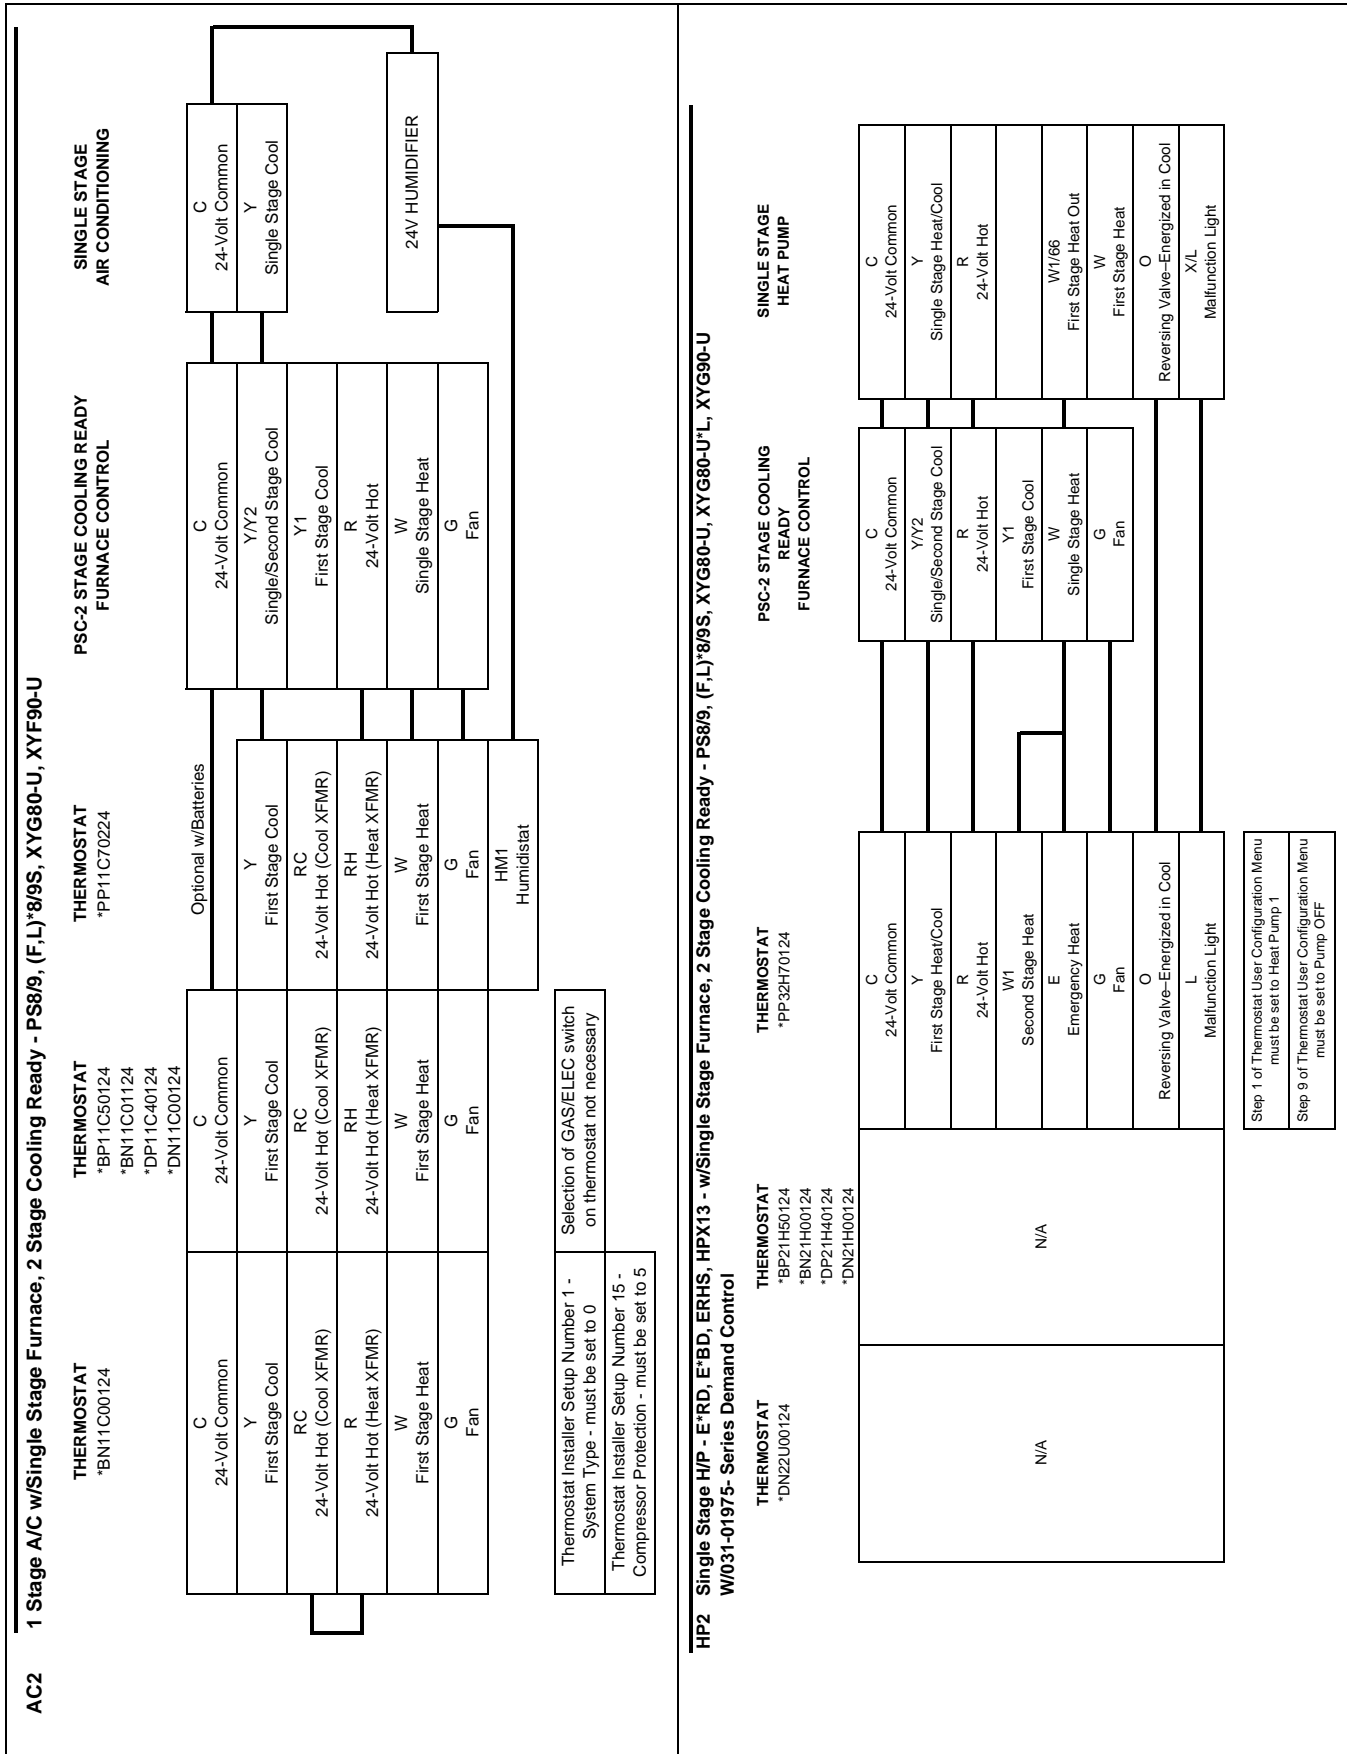 AC2 1 Stage A/C w/Single Stage Furnace, 2 Stage Cooling Ready - PS8/9, (F,L)*8/9S, XYG80-U, XYF90-U
THERMOSTAT
*BN11C00124
C
24-Volt Common
Y
First Stage Cool
RC
24-Volt Hot (Cool XFMR)
R
24-Volt Hot (Heat XFMR)
W
First Stage Heat
G
Fan
Thermostat Installer Setup Number 1 -
System Type - must be set to 0
Thermostat Installer Setup Number 15 -
Compressor Protection - must be set to 5
THERMOSTAT
*BP11C50124
*BN11C01124
*DP11C40124
*DN11C00124
C
24-Volt Common
Y
First Stage Cool
RC
24-Volt Hot (Cool XFMR)
RH
24-Volt Hot (Heat XFMR)
W
First Stage Heat
G
Fan
Selection of GAS/ELEC switch
on thermostat not necessary
THERMOSTAT
*PP11C70224
Optional w/Batteries
Y
First Stage Cool
RC
24-Volt Hot (Cool XFMR)
RH
24-Volt Hot (Heat XFMR)
W
First Stage Heat
G
Fan
HM1
Humidistat
PSC-2 STAGE COOLING READY
FURNACE CONTROL
C
24-Volt Common
Y/Y2
Single/Second Stage Cool
Y1
First Stage Cool
R
24-Volt Hot
W
Single Stage Heat
G
Fan
SINGLE STAGE
AIR CONDITIONING
C
24-Volt Common
Y
Single Stage Cool
24V HUMIDIFIER
HP2 Single Stage H/P - E*RD, E*BD, ERHS, HPX13 - w/Single Stage Furnace, 2 Stage Cooling Ready - PS8/9, (F,L)*8/9S, XYG80-U, XYG80-U*L, XYG90-U
W/031-01975- Series Demand Control
THERMOSTAT
*DN22U00124
N/A
THERMOSTAT
*BP21H50124
*BN21H00124
*DP21H40124
*DN21H00124
N/A
THERMOSTAT
*PP32H70124
C
24-Volt Common
Y
First Stage Heat/Cool
R
24-Volt Hot
W1
Second Stage Heat
E
Emergency Heat
G
Fan
O
Reversing Valve–Energized in Cool
L
Malfunction Light
Step 1 of Thermostat User Configuration Menu
must be set to Heat Pump 1
Step 9 of Thermostat User Configuration Menu
must be set to Pump OFF
PSC-2 STAGE COOLING
READY
FURNACE CONTROL
C
24-Volt Common
Y/Y2
Single/Second Stage Cool
R
24-Volt Hot
Y1
First Stage Cool
W
Single Stage Heat
G
Fan
SINGLE STAGE
HEAT PUMP
C
24-Volt Common
Y
Single Stage Heat/Cool
R
24-Volt Hot
W1/66
First Stage Heat Out
W
First Stage Heat
O
Reversing Valve–Energized in Cool
X/L
Malfunction Light